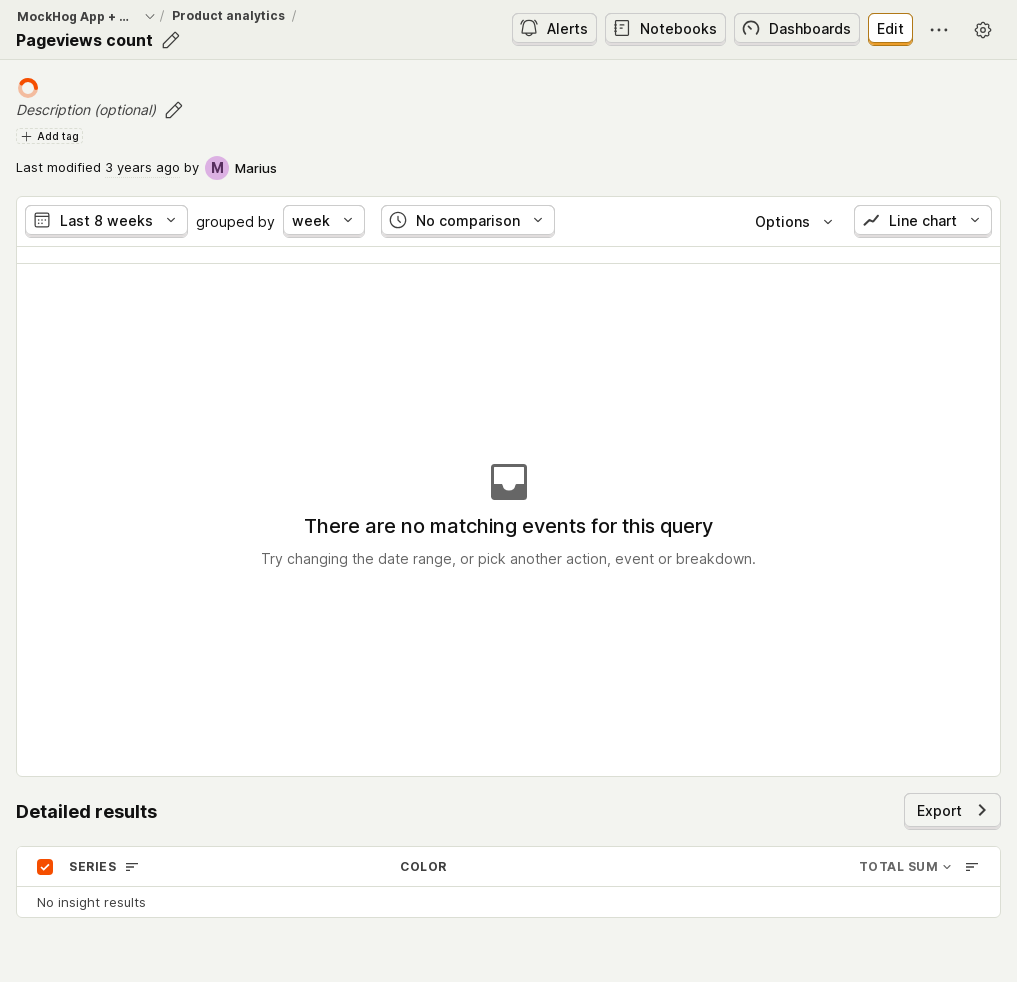 MockHog App + ... / Product analytics /
Pageviews count
Alerts Notebooks Dashboards Edit
Description (optional)
Add tag
Last modified 3 years ago by M Marius
Last 8 weeks grouped by week No comparison Options Line chart
There are no matching events for this query
Try changing the date range, or pick another action, event or breakdown.
Detailed results
Export
SERIES COLOR TOTAL SUM
No insight results